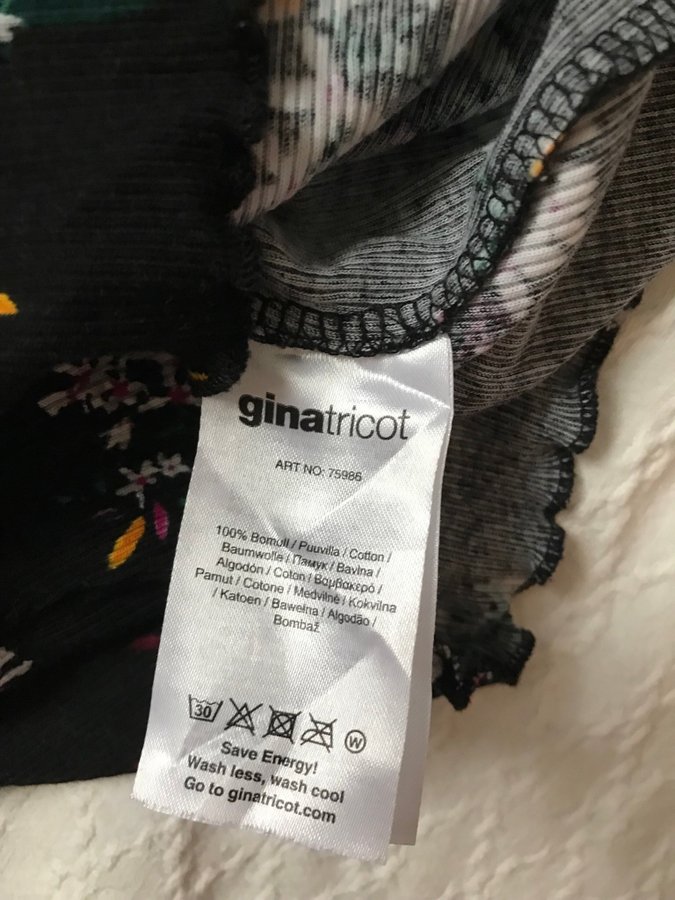 ginatricot
ART NO: 75986
100% Bomull / Puuvilla / Cotton /
Baumwolle / Памук / Bavlna /
Algodón / Coton / Βαμβακερό /
Pamut / Cotone / Medvilnė / Kokvilna
/ Katoen / Bawełna / Algodão /
Bombaž
30
W
Save Energy!
Wash less, wash cool
Go to ginatricot.com